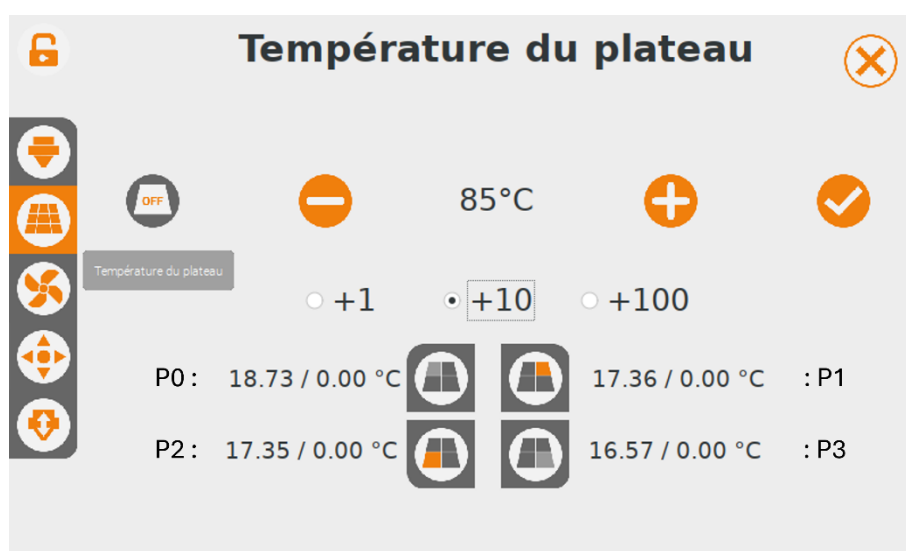 Température du plateau
OFF
85°C
Température du plateau
+1 +10 +100
P0 : 18.73 / 0.00 °C 17.36 / 0.00 °C : P1
P2 : 17.35 / 0.00 °C 16.57 / 0.00 °C : P3